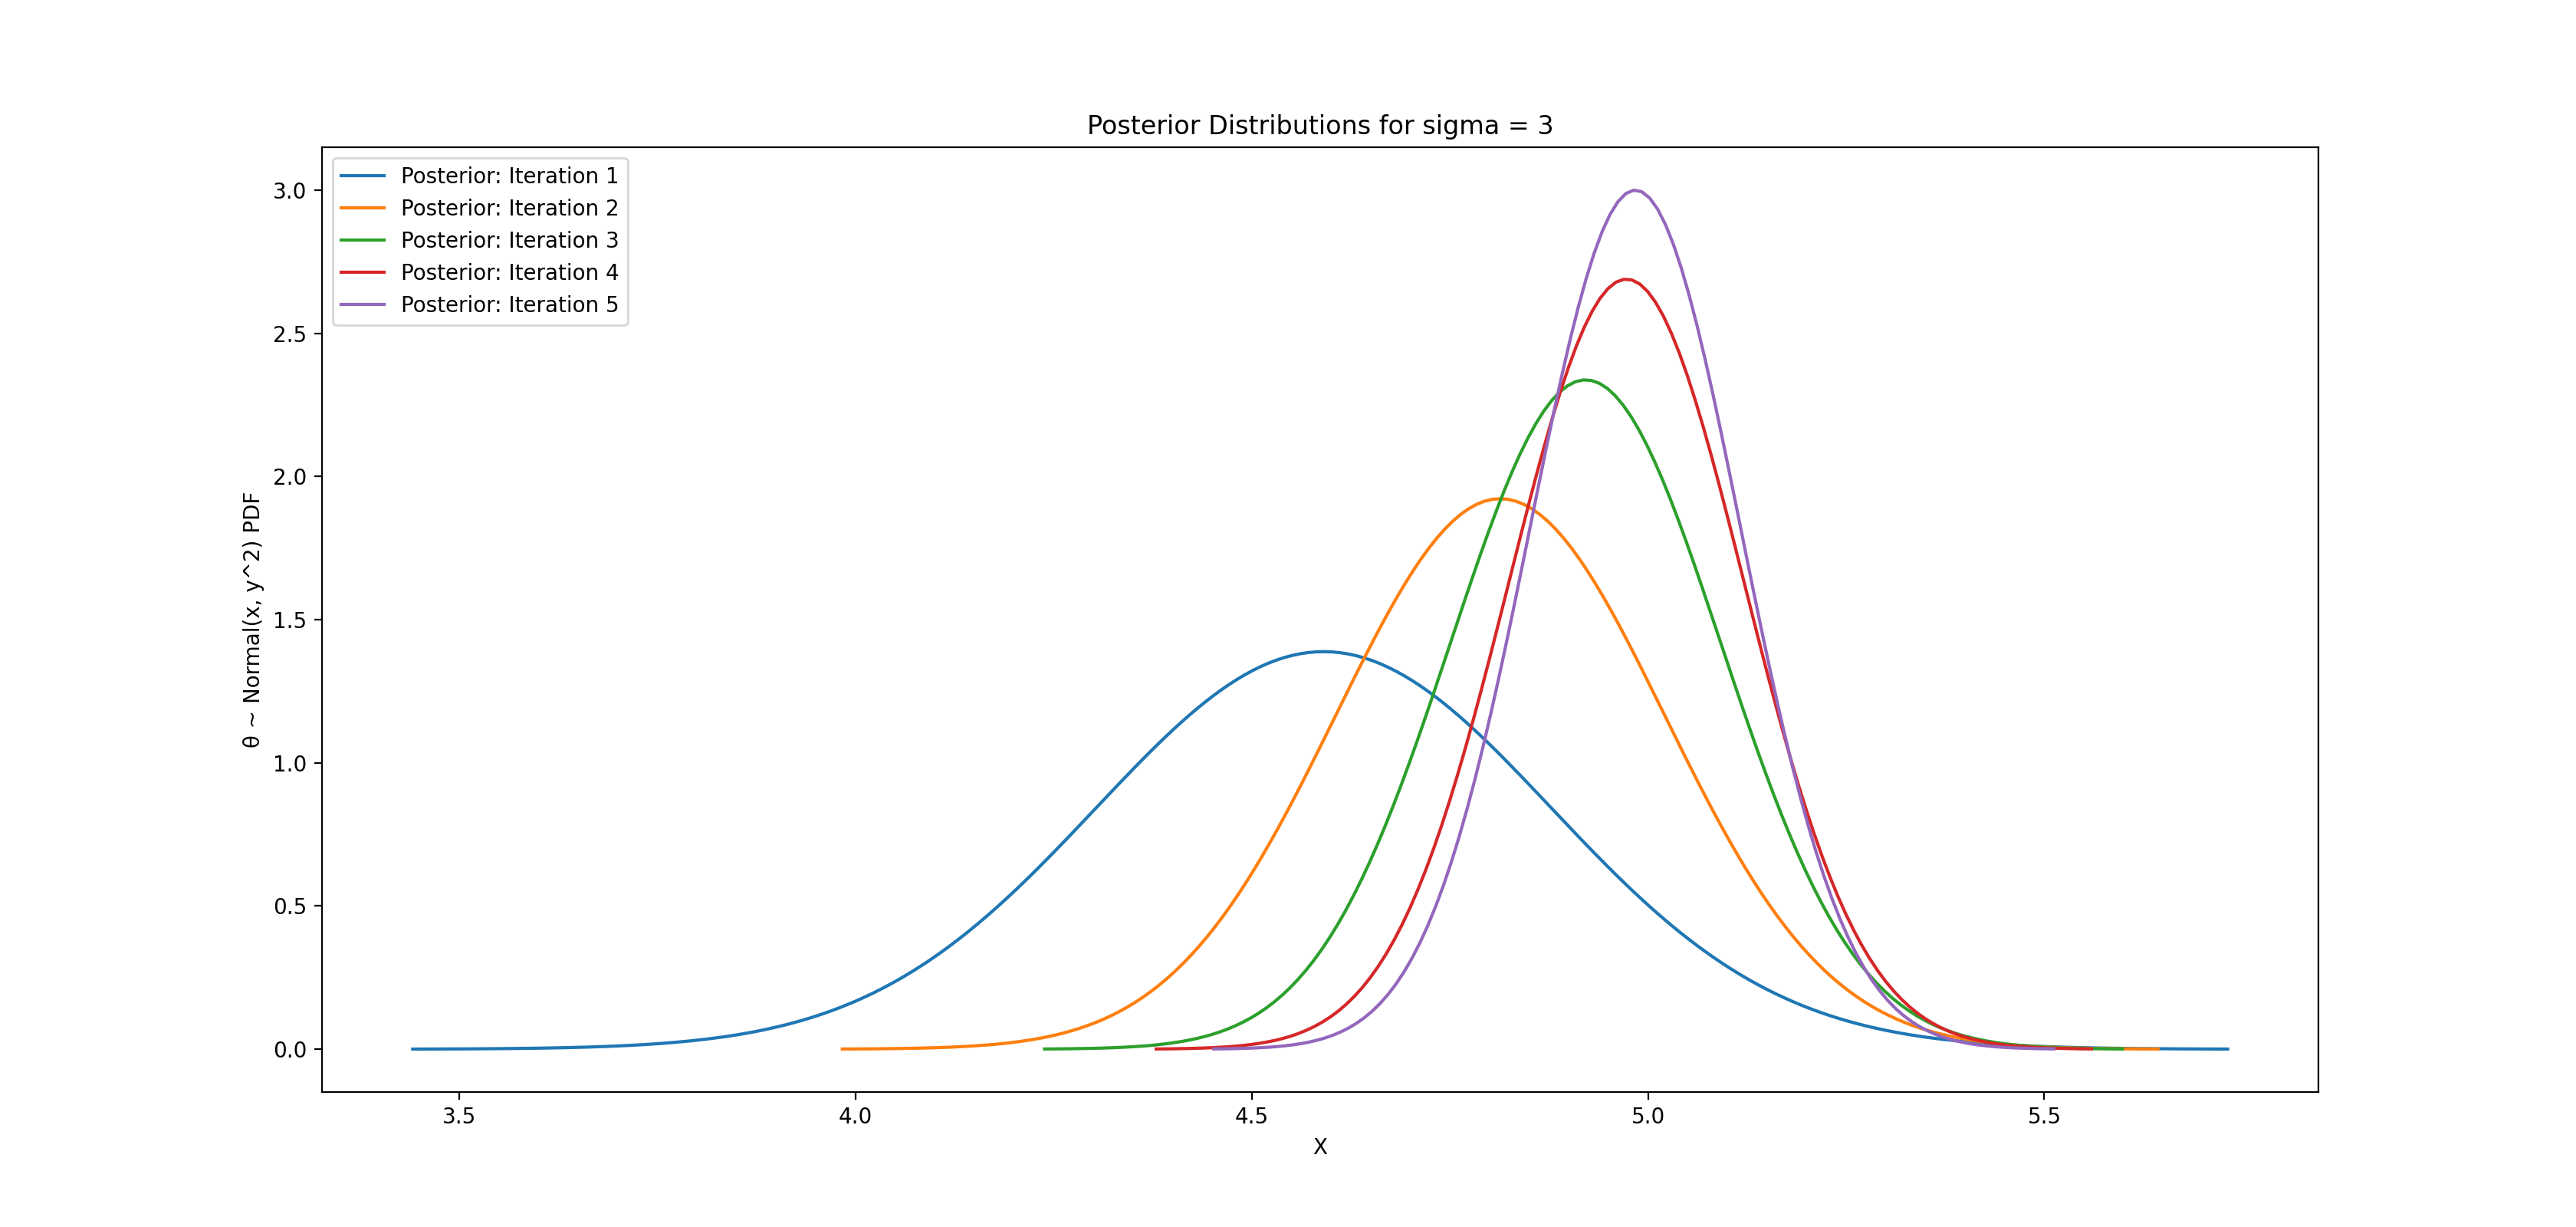 Posterior Distributions for sigma = 3
Posterior: Iteration 1
Posterior: Iteration 2
Posterior: Iteration 3
Posterior: Iteration 4
Posterior: Iteration 5
3.0
2.5
2.0
1.5
1.0
0.5
0.0
θ ~ Normal(x, y^2) PDF
3.5 4.0 4.5 5.0 5.5
X